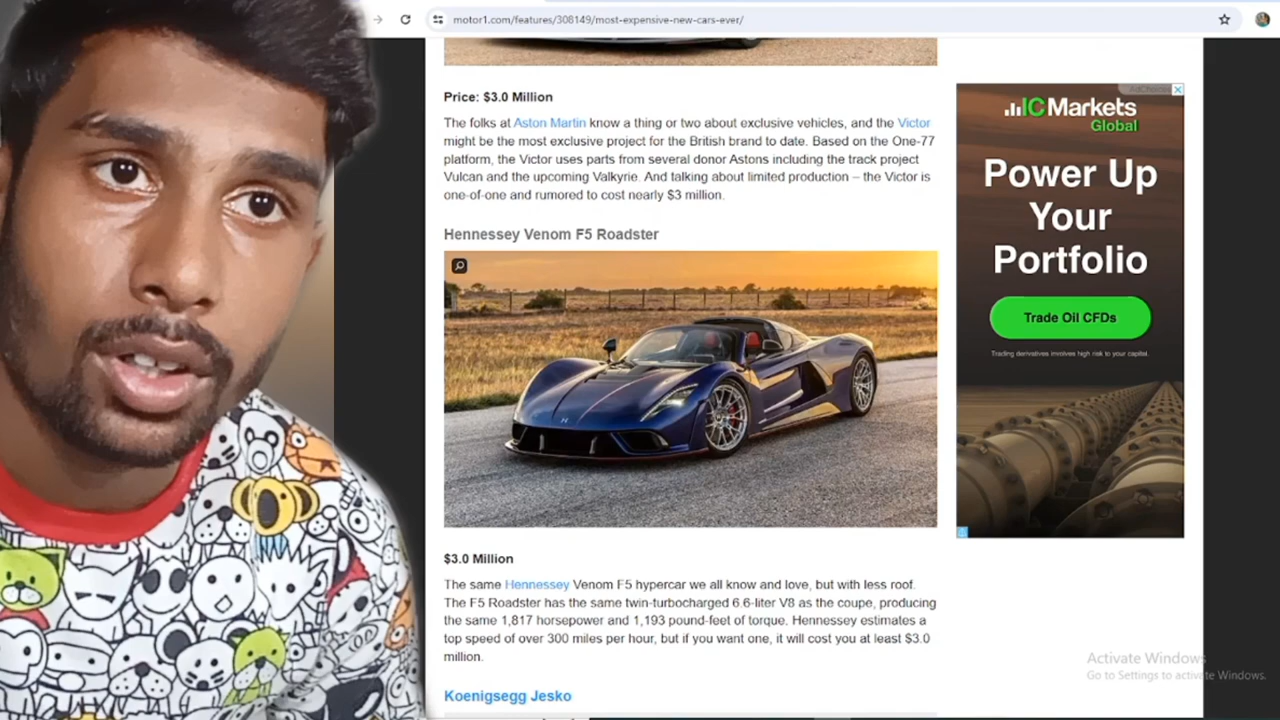 motor1.com/features/308149/most-expensive-new-cars-ever/
Price: $3.0 Million
The folks at Aston Martin know a thing or two about exclusive vehicles, and the Victor
might be the most exclusive project for the British brand to date. Based on the One-77
platform, the Victor uses parts from several donor Astons including the track project
Vulcan and the upcoming Valkyrie. And talking about limited production – the Victor is
one-of-one and rumored to cost nearly $3 million.
Hennessey Venom F5 Roadster
$3.0 Million
The same Hennessey Venom F5 hypercar we all know and love, but with less roof.
The F5 Roadster has the same twin-turbocharged 6.6-liter V8 as the coupe, producing
the same 1,817 horsepower and 1,193 pound-feet of torque. Hennessey estimates a
top speed of over 300 miles per hour, but if you want one, it will cost you at least $3.0
million.
Koenigsegg Jesko
AdChoices
IC Markets
Global
Power Up
Your
Portfolio
Trade Oil CFDs
Trading derivatives involves high risk to your capital.
Activate Windows
Go to Settings to activate Windows.